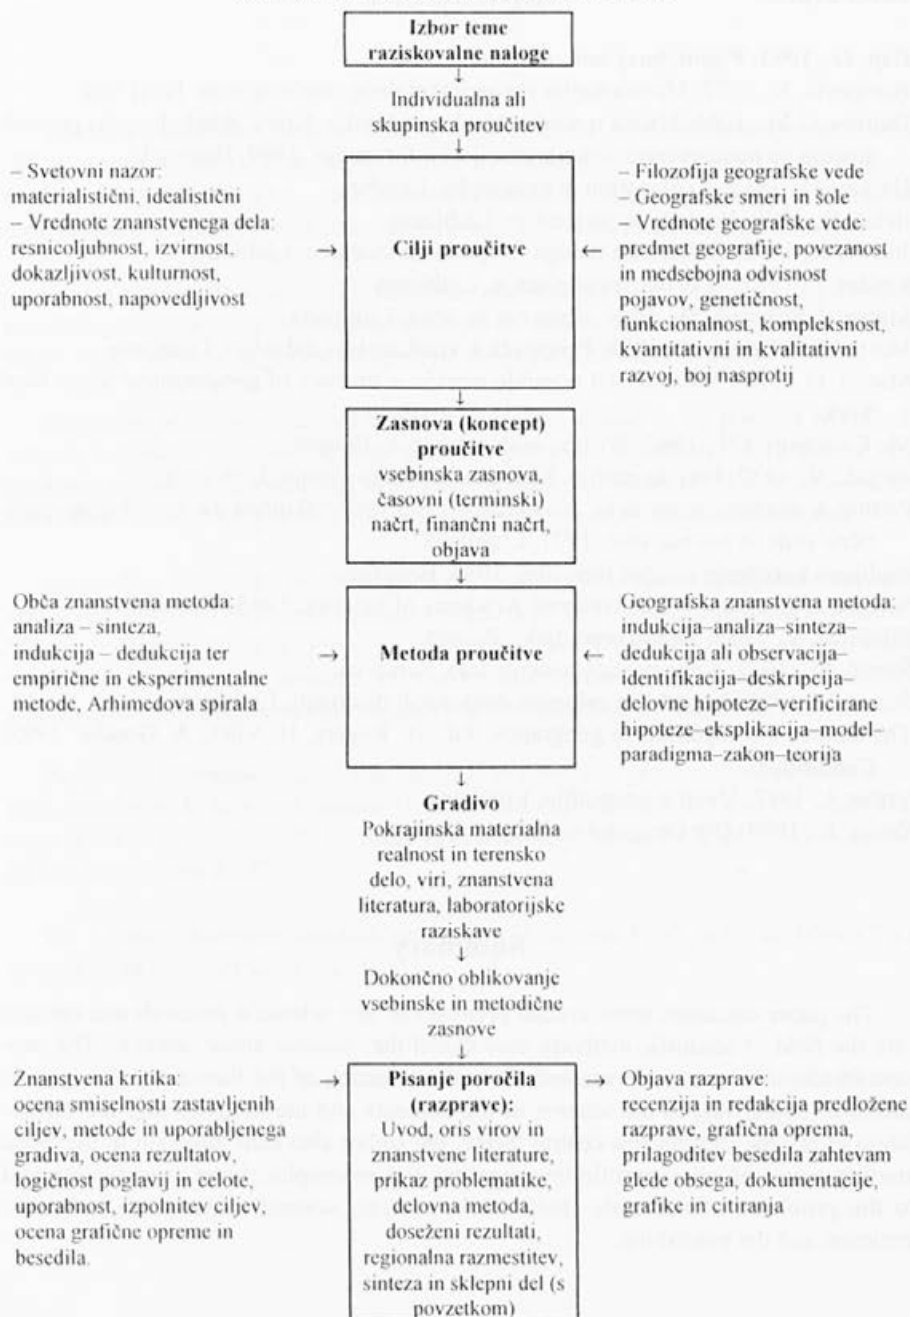 Izbor teme
raziskovalne naloge
↓
Individualna ali
skupinska proučitev
↓
– Svetovni nazor:
materialistični, idealistični
– Vrednote znanstvenega dela:
resnicoljubnost, izvirnost,
dokazljivost, kulturnost,
uporabnost, napovedljivost
→
Cilji proučitve
←
– Filozofija geografske vede
– Geografske smeri in šole
– Vrednote geografske vede:
predmet geografije, povezanost
in medsebojna odvisnost
pojavov, genetičnost,
funkcionalnost, kompleksnost,
kvantitativni in kvalitativni
razvoj, boj nasprotij
↓
Zasnova (koncept)
proučitve
vsebinska zasnova,
časovni (terminski)
načrt, finančni načrt,
objava
↓
Obča znanstvena metoda:
analiza – sinteza,
indukcija – dedukcija ter
empirične in eksperimentalne
metode, Arhimedova spirala
→
Metoda proučitve
←
Geografska znanstvena metoda:
indukcija–analiza–sinteza–
dedukcija ali observacija–
identifikacija–deskripcija–
delovne hipoteze–verificirane
hipoteze–eksplikacija–model–
paradigma–zakon–teorija
↓
Gradivo
Pokrajinska materialna
realnost in terensko
delo, viri, znanstvena
literatura, laboratorijske
raziskave
↓
Dokončno oblikovanje
vsebinske in metodične
zasnove
↓
Znanstvena kritika:
ocena smiselnosti zastavljenih
ciljev, metode in uporabljenega
gradiva, ocena rezultatov,
logičnost poglavij in celote,
uporabnost, izpolnitev ciljev,
ocena grafične opreme in
besedila.
→
Pisanje poročila
(razprave):
Uvod, oris virov in
znanstvene literature,
prikaz problematike,
delovna metoda,
doseženi rezultati,
regionalna razmestitev,
sinteza in sklepni del (s
povzetkom)
→
Objava razprave:
recenzija in redakcija predložene
razprave, grafična oprema,
prilagoditev besedila zahtevam
glede obsega, dokumentacije,
grafike in citiranja